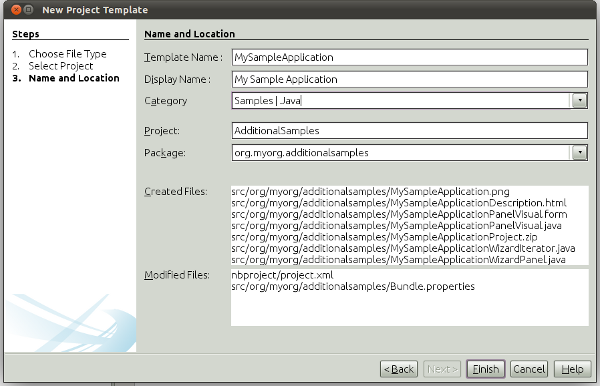 New Project Template
Steps
1. Choose File Type
2. Select Project
3. Name and Location
Name and Location
Template Name: MySampleApplication
Display Name: My Sample Application
Category Samples | Java
Project: AdditionalSamples
Package: org.myorg.additionalsamples
Created Files: src/org/myorg/additionalsamples/MySampleApplication.png
src/org/myorg/additionalsamples/MySampleApplicationDescription.html
src/org/myorg/additionalsamples/MySampleApplicationPanelVisual.form
src/org/myorg/additionalsamples/MySampleApplicationPanelVisual.java
src/org/myorg/additionalsamples/MySampleApplicationProject.zip
src/org/myorg/additionalsamples/MySampleApplicationWizardIterator.java
src/org/myorg/additionalsamples/MySampleApplicationWizardPanel.java
Modified Files: nbproject/project.xml
src/org/myorg/additionalsamples/Bundle.properties
< Back Next > Finish Cancel Help